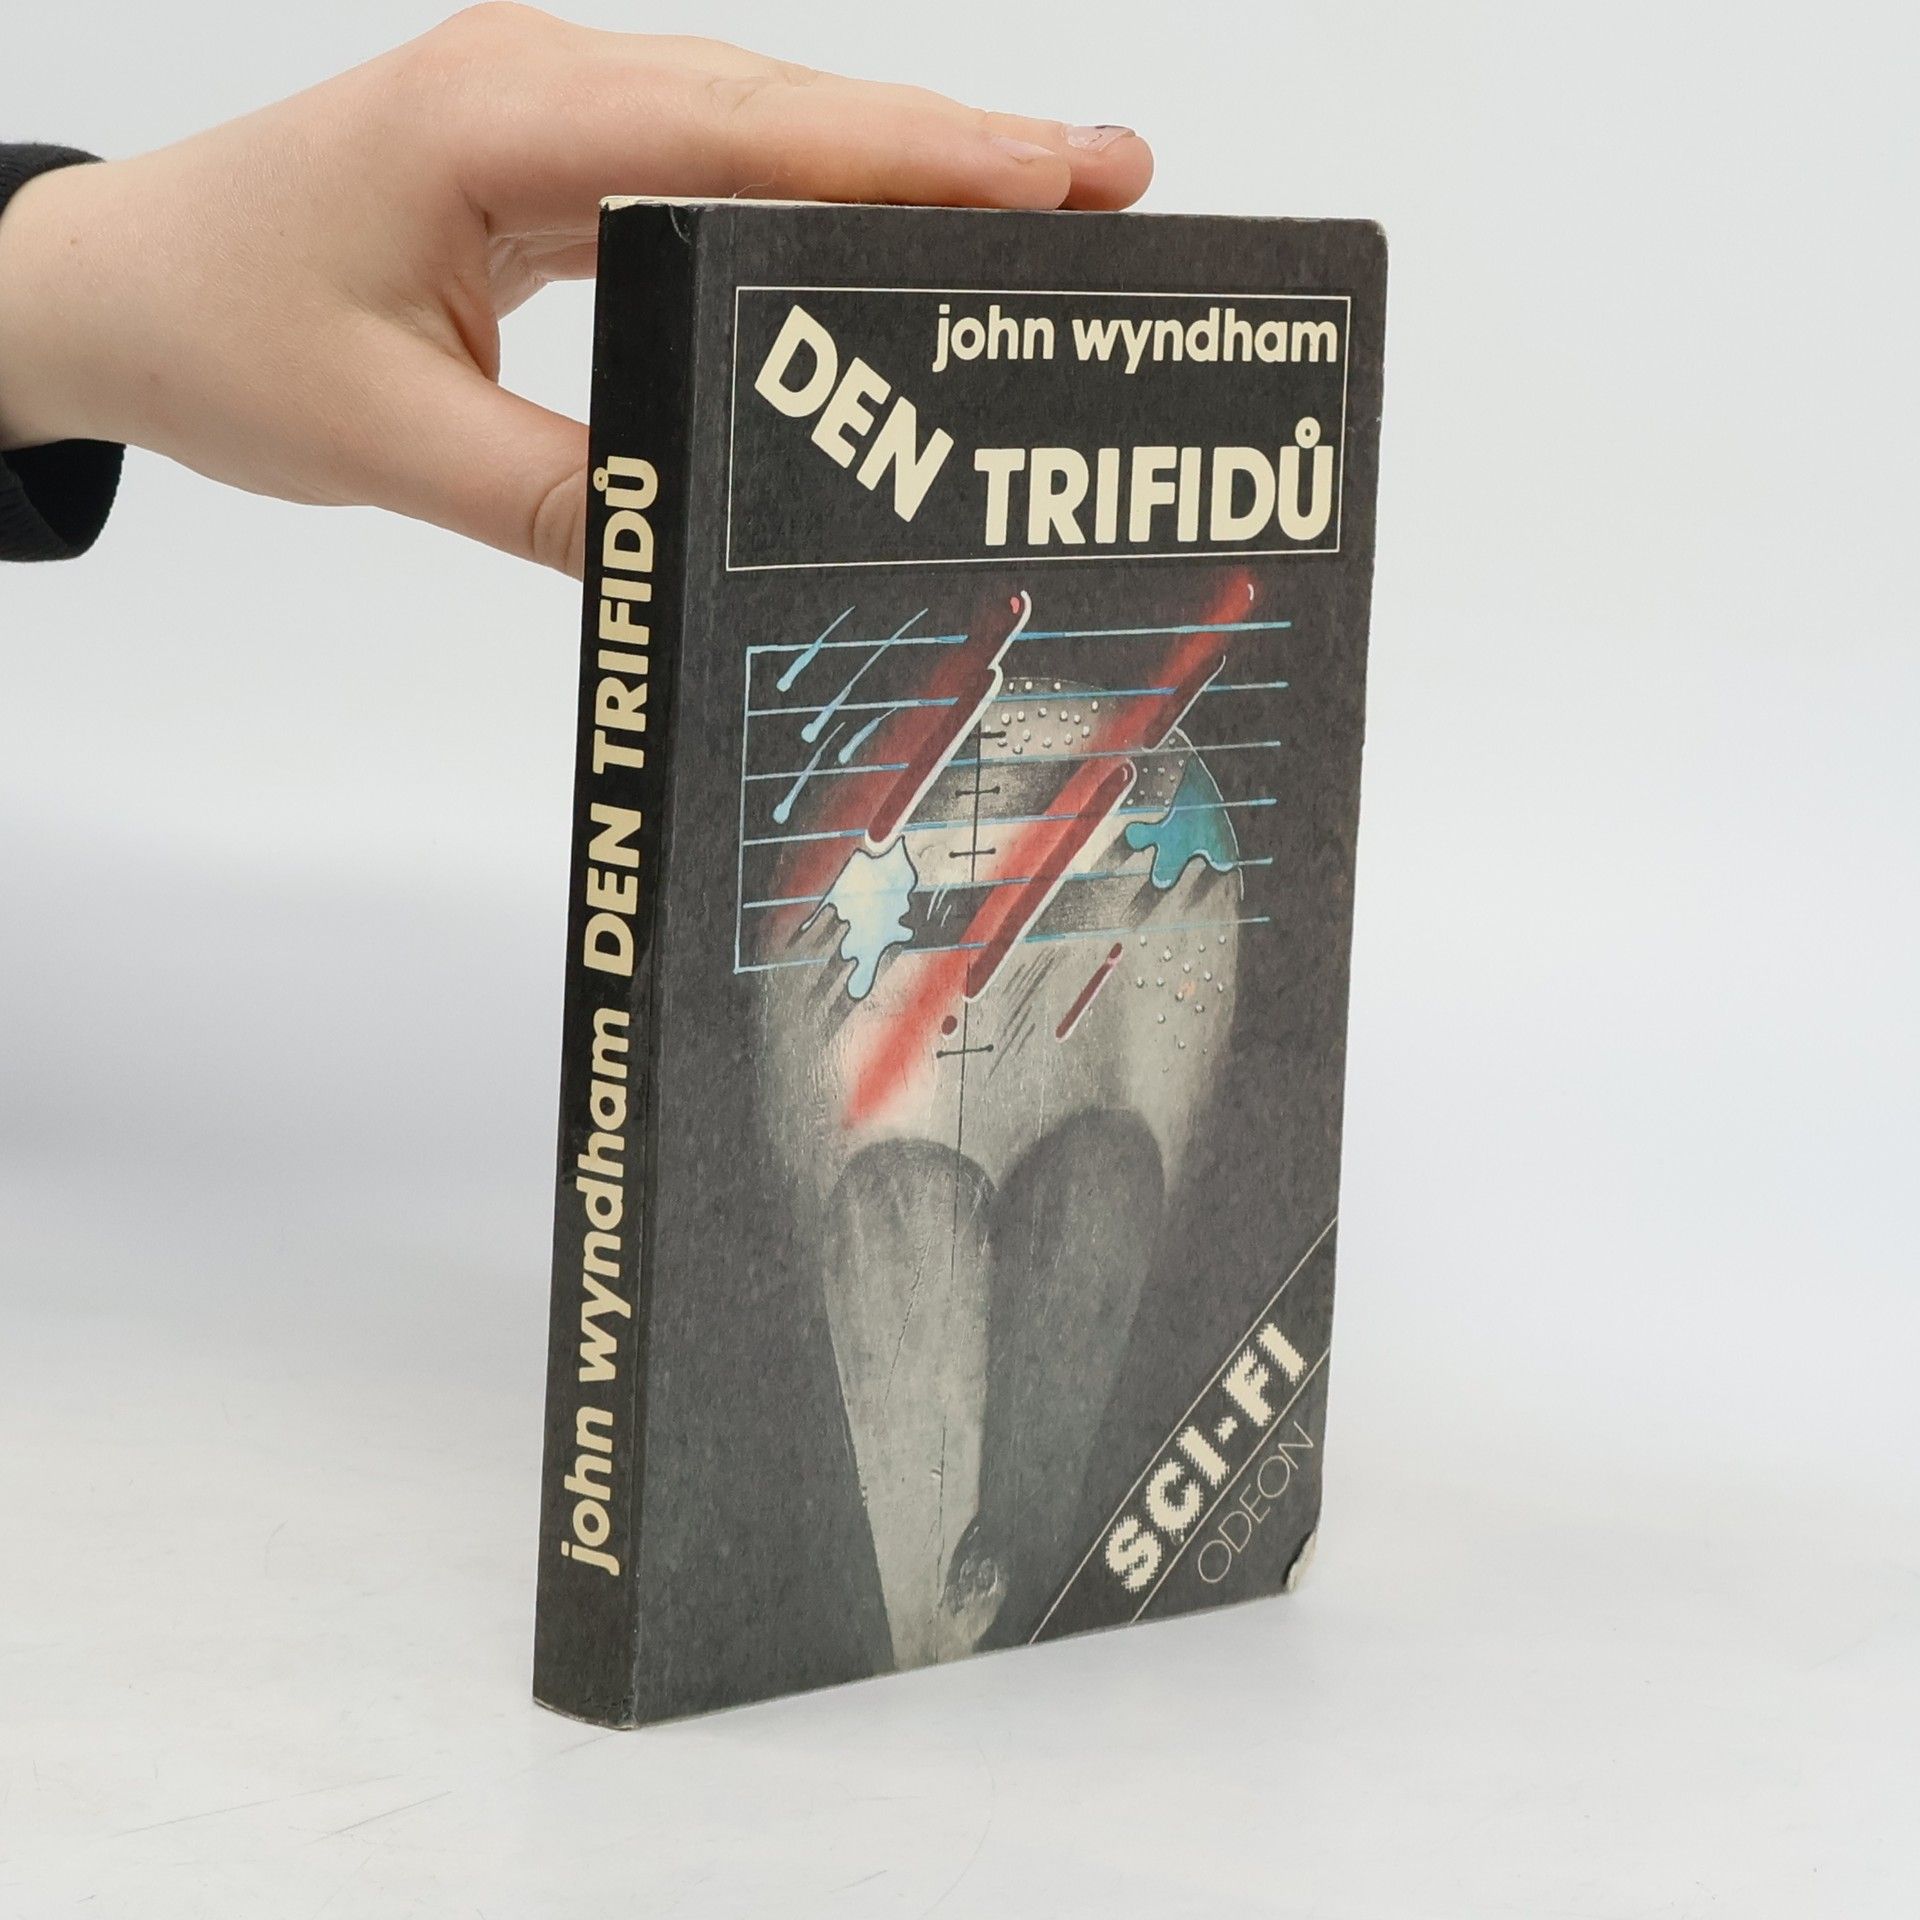 john wyndham
DEN TRIFIDŮ
SCI-FI
ODEON
john wyndham DEN TRIFIDŮ